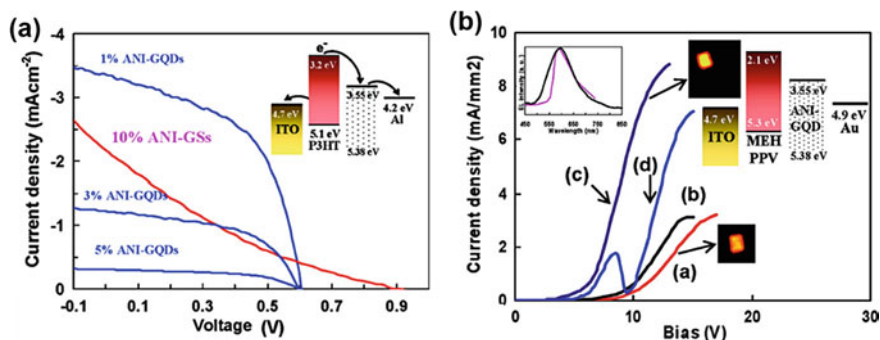 (a)
Current density (mAcm⁻²)
-4
-3
-2
-1
0
-0.1
0.1
0.3
0.5
0.7
0.9
Voltage (V)
1% ANI-GQDs
10% ANI-GSs
3% ANI-GQDs
5% ANI-GQDs
e⁻
3.2 eV
3.55 eV
4.2 eV
Al
4.7 eV
ITO
5.1 eV
P3HT
5.38 eV
(b)
Current density (mA/mm2)
10
8
6
4
2
0
0
10
20
30
Bias (V)
EL Intensity (a. u.)
450
550
650
750
850
Wavelength (nm)
(c)
(d)
(b)
(a)
2.1 eV
3.55 eV
4.7 eV
ITO
5.3 eV
MEH
PPV
ANI-
GQD
5.38 eV
4.9 eV
Au